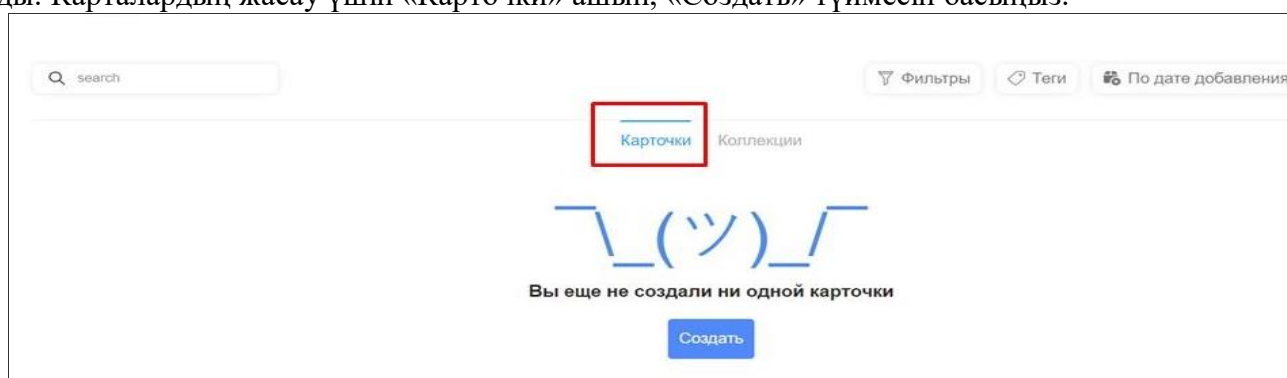 ды. Карталардың жасау үшін «Карточки» ашып, «Создать» түймесін басыңыз.
search
Фильтры Теги По дате добавления
Карточки Коллекции
¯\_(ツ)_/¯
Вы еще не создали ни одной карточки
Создать